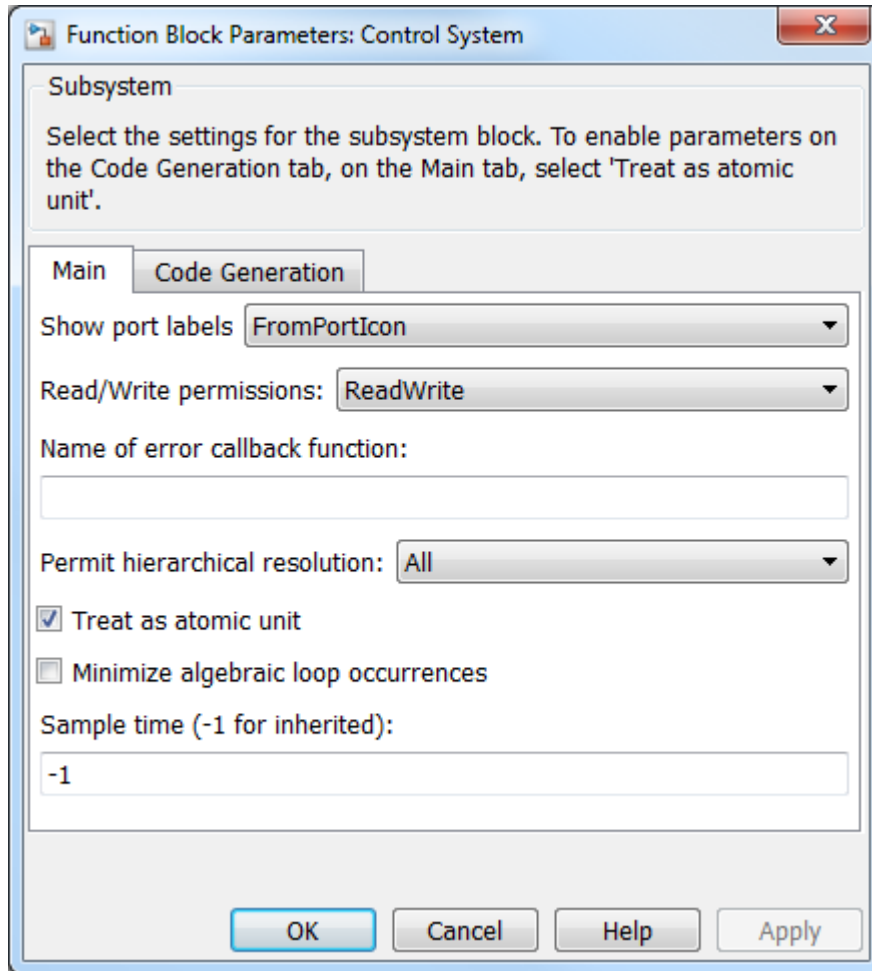 Function Block Parameters: Control System
Subsystem
Select the settings for the subsystem block. To enable parameters on
the Code Generation tab, on the Main tab, select 'Treat as atomic
unit'.
Main Code Generation
Show port labels FromPortIcon
Read/Write permissions: ReadWrite
Name of error callback function:
Permit hierarchical resolution: All
Treat as atomic unit
Minimize algebraic loop occurrences
Sample time (-1 for inherited):
-1
OK Cancel Help Apply